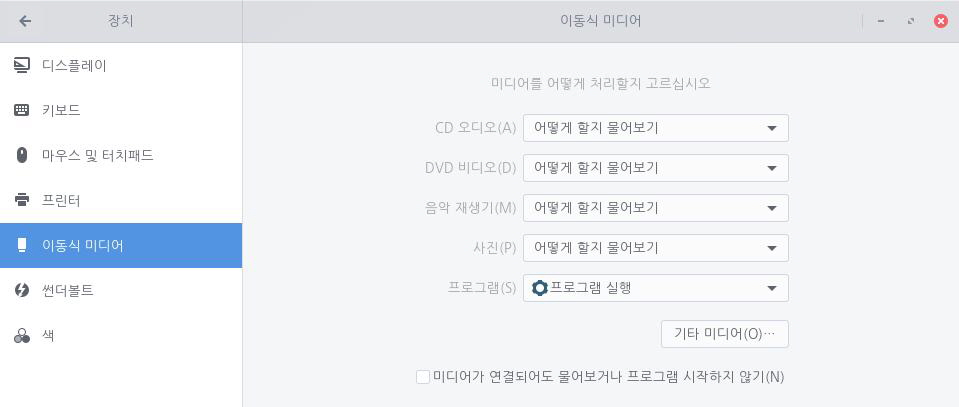 장치
이동식 미디어
디스플레이
키보드
마우스 및 터치패드
프린터
이동식 미디어
썬더볼트
색
미디어를 어떻게 처리할지 고르십시오
CD 오디오(A) 어떻게 할지 물어보기
DVD 비디오(D) 어떻게 할지 물어보기
음악 재생기(M) 어떻게 할지 물어보기
사진(P) 어떻게 할지 물어보기
프로그램(S) 프로그램 실행
기타 미디어(O)…
미디어가 연결되어도 물어보거나 프로그램 시작하지 않기(N)